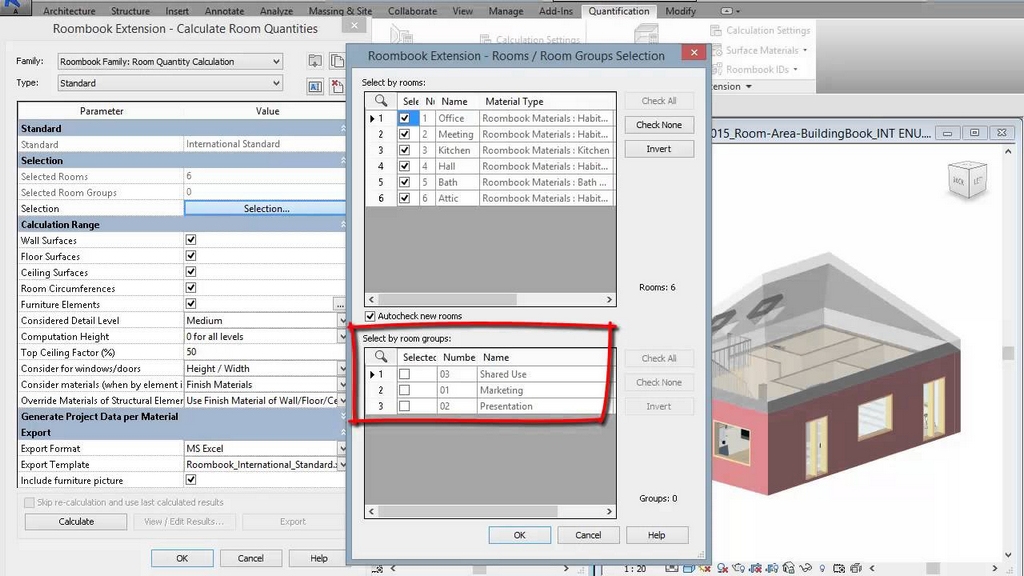 Architecture Structure Insert Annotate Analyze Massing & Site Collaborate View Manage Add-Ins Quantification Modify
Calculation Settings
Calculation Settings
Surface Materials
Roombook IDs
Roombook Extension - Calculate Room Quantities
Family: Roombook Family: Room Quantity Calculation
Type: Standard
Parameter Value
Standard
Standard International Standard
Selection
Selected Rooms 6
Selected Room Groups 0
Selection Selection...
Calculation Range
Wall Surfaces
Floor Surfaces
Ceiling Surfaces
Room Circumferences
Furniture Elements ...
Considered Detail Level Medium
Computation Height 0 for all levels
Top Ceiling Factor (%) 50
Consider for windows/doors Height / Width
Consider materials (when by element i Finish Materials
Override Materials of Structural Elemer Use Finish Material of Wall/Floor/Ce
Generate Project Data per Material
Export
Export Format MS Excel
Export Template Roombook_International_Standard.
Include furniture picture
Skip re-calculation and use last calculated results
Calculate View / Edit Results... Export
OK Cancel Help
Roombook Extension - Rooms / Room Groups Selection
Select by rooms:
Sele Nu Name Material Type
1 1 Office Roombook Materials : Habit...
2 2 Meeting Roombook Materials : Habit...
3 3 Kitchen Roombook Materials : Kitchen
4 4 Hall Roombook Materials : Habit...
5 5 Bath Roombook Materials : Bath ...
6 6 Attic Roombook Materials : Habit...
Check All
Check None
Invert
Rooms: 6
Autocheck new rooms
Select by room groups:
Selected Numbe Name
1 03 Shared Use
2 01 Marketing
3 02 Presentation
Check All
Check None
Invert
Groups: 0
OK Cancel Help
015_Room-Area-BuildingBook_INT ENU....
BACK LEFT
1 : 20